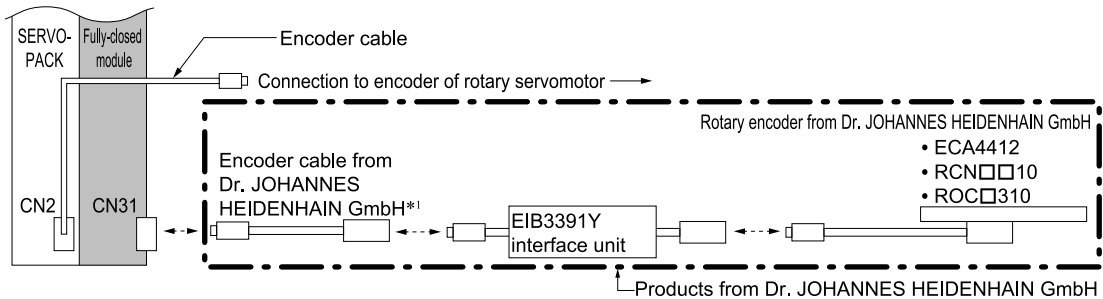 SERVO-
PACK
Fully-closed
module
Encoder cable
Connection to encoder of rotary servomotor
Rotary encoder from Dr. JOHANNES HEIDENHAIN GmbH
• ECA4412
• RCN□□10
• ROC□310
Encoder cable from
Dr. JOHANNES
HEIDENHAIN GmbH*1
CN2
CN31
EIB3391Y
interface unit
Products from Dr. JOHANNES HEIDENHAIN GmbH